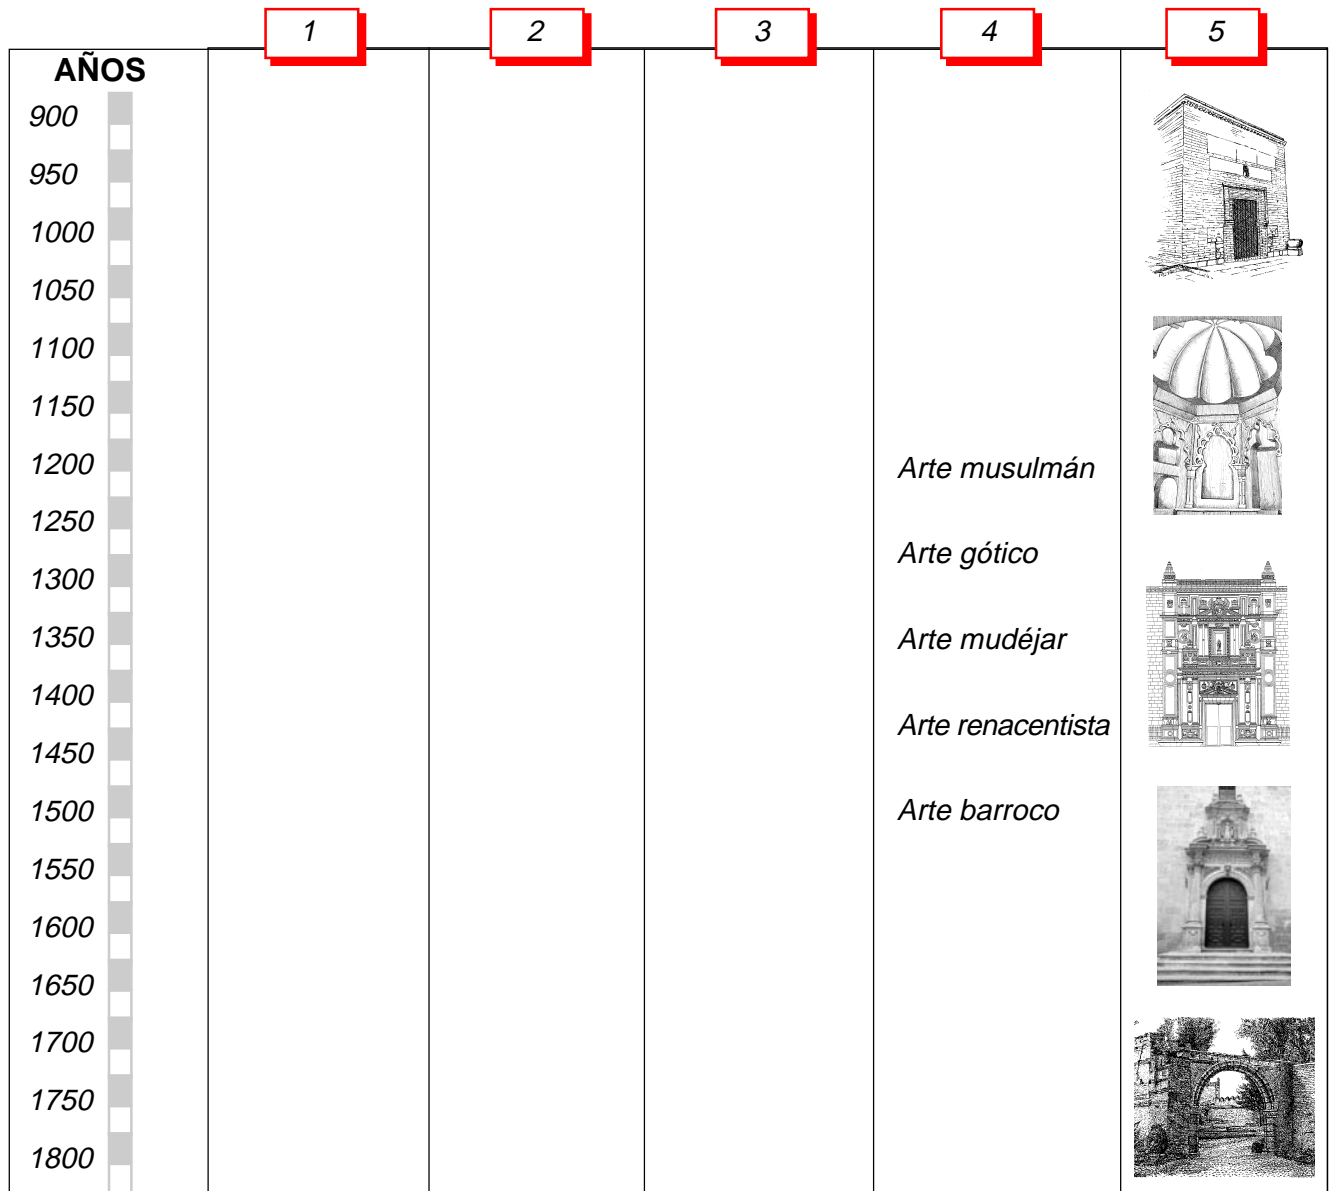 1 2 3 4 5
AÑOS
900
950
1000
1050
1100
1150
1200 Arte musulmán
1250
Arte gótico
1300
1350 Arte mudéjar
1400
Arte renacentista
1450
1500 Arte barroco
1550
1600
1650
1700
1750
1800